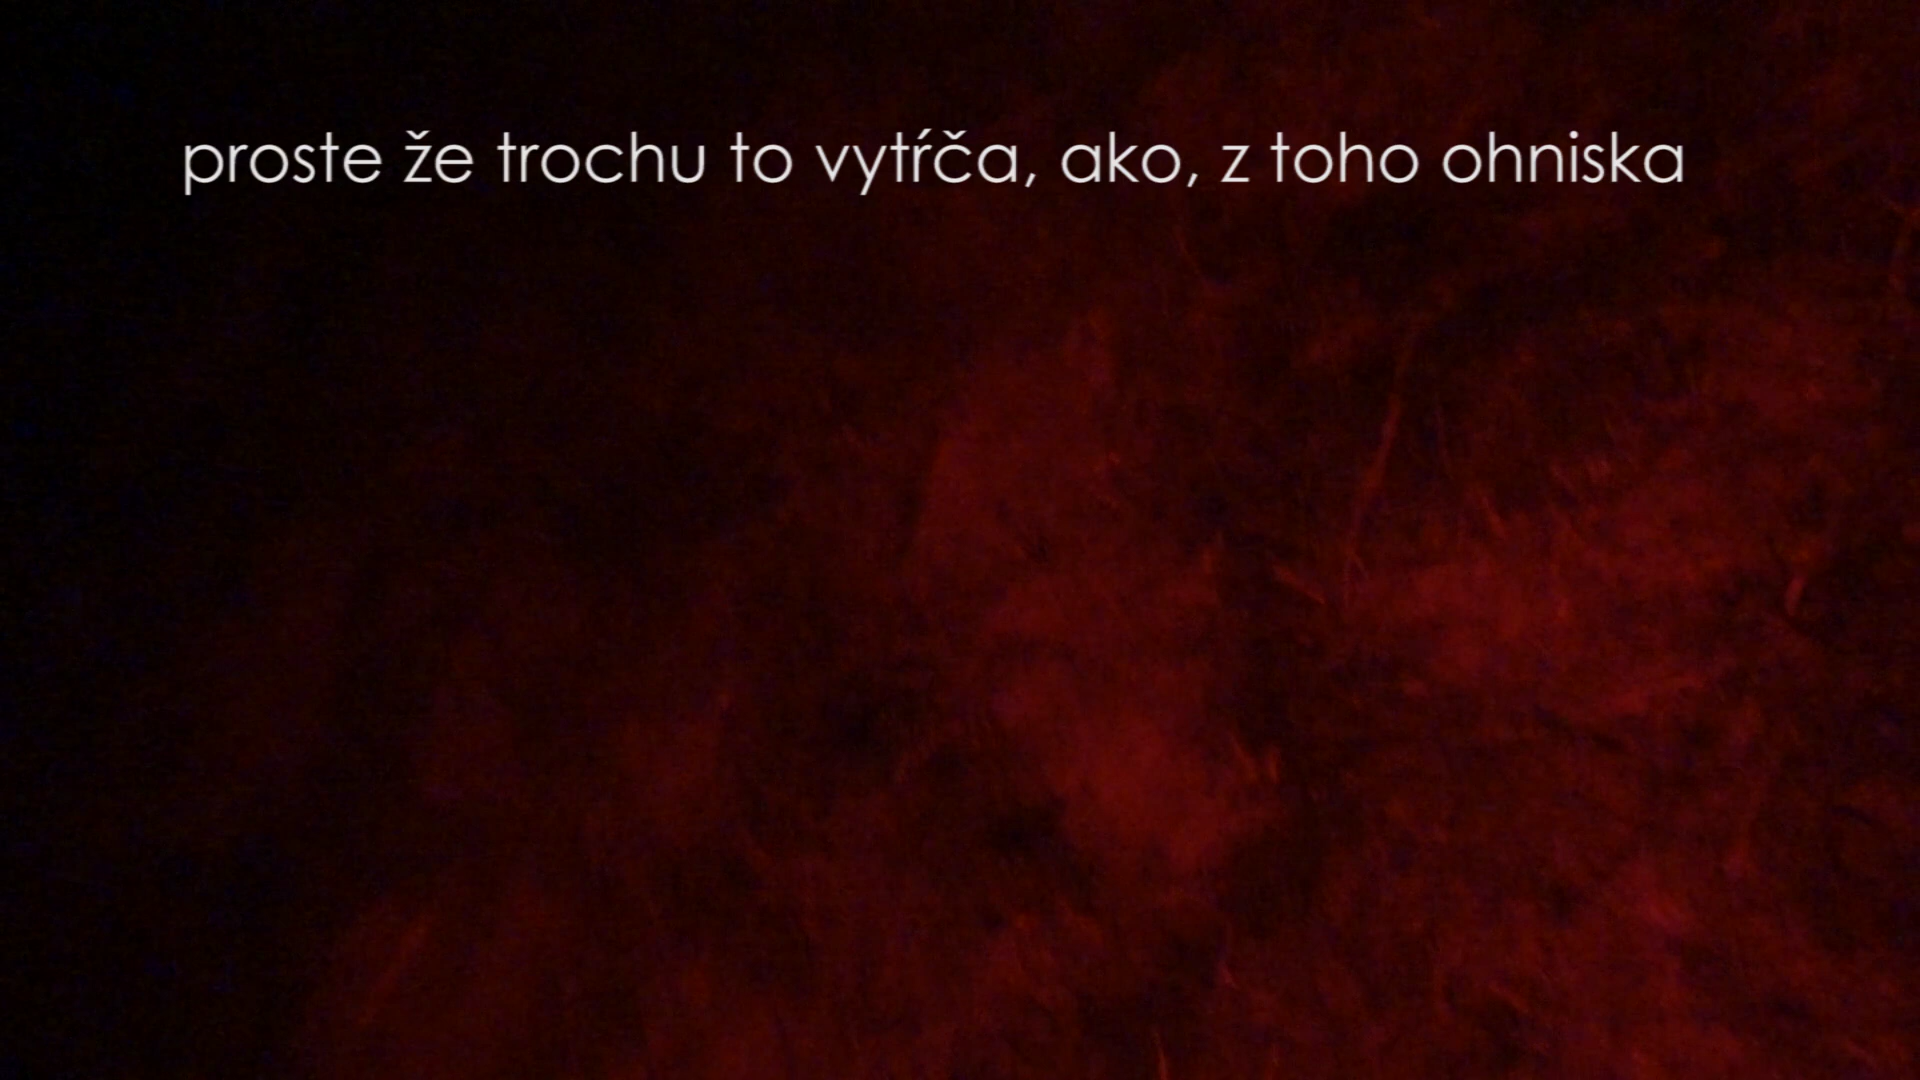 proste že trochu to vytŕča, ako, z toho ohniska